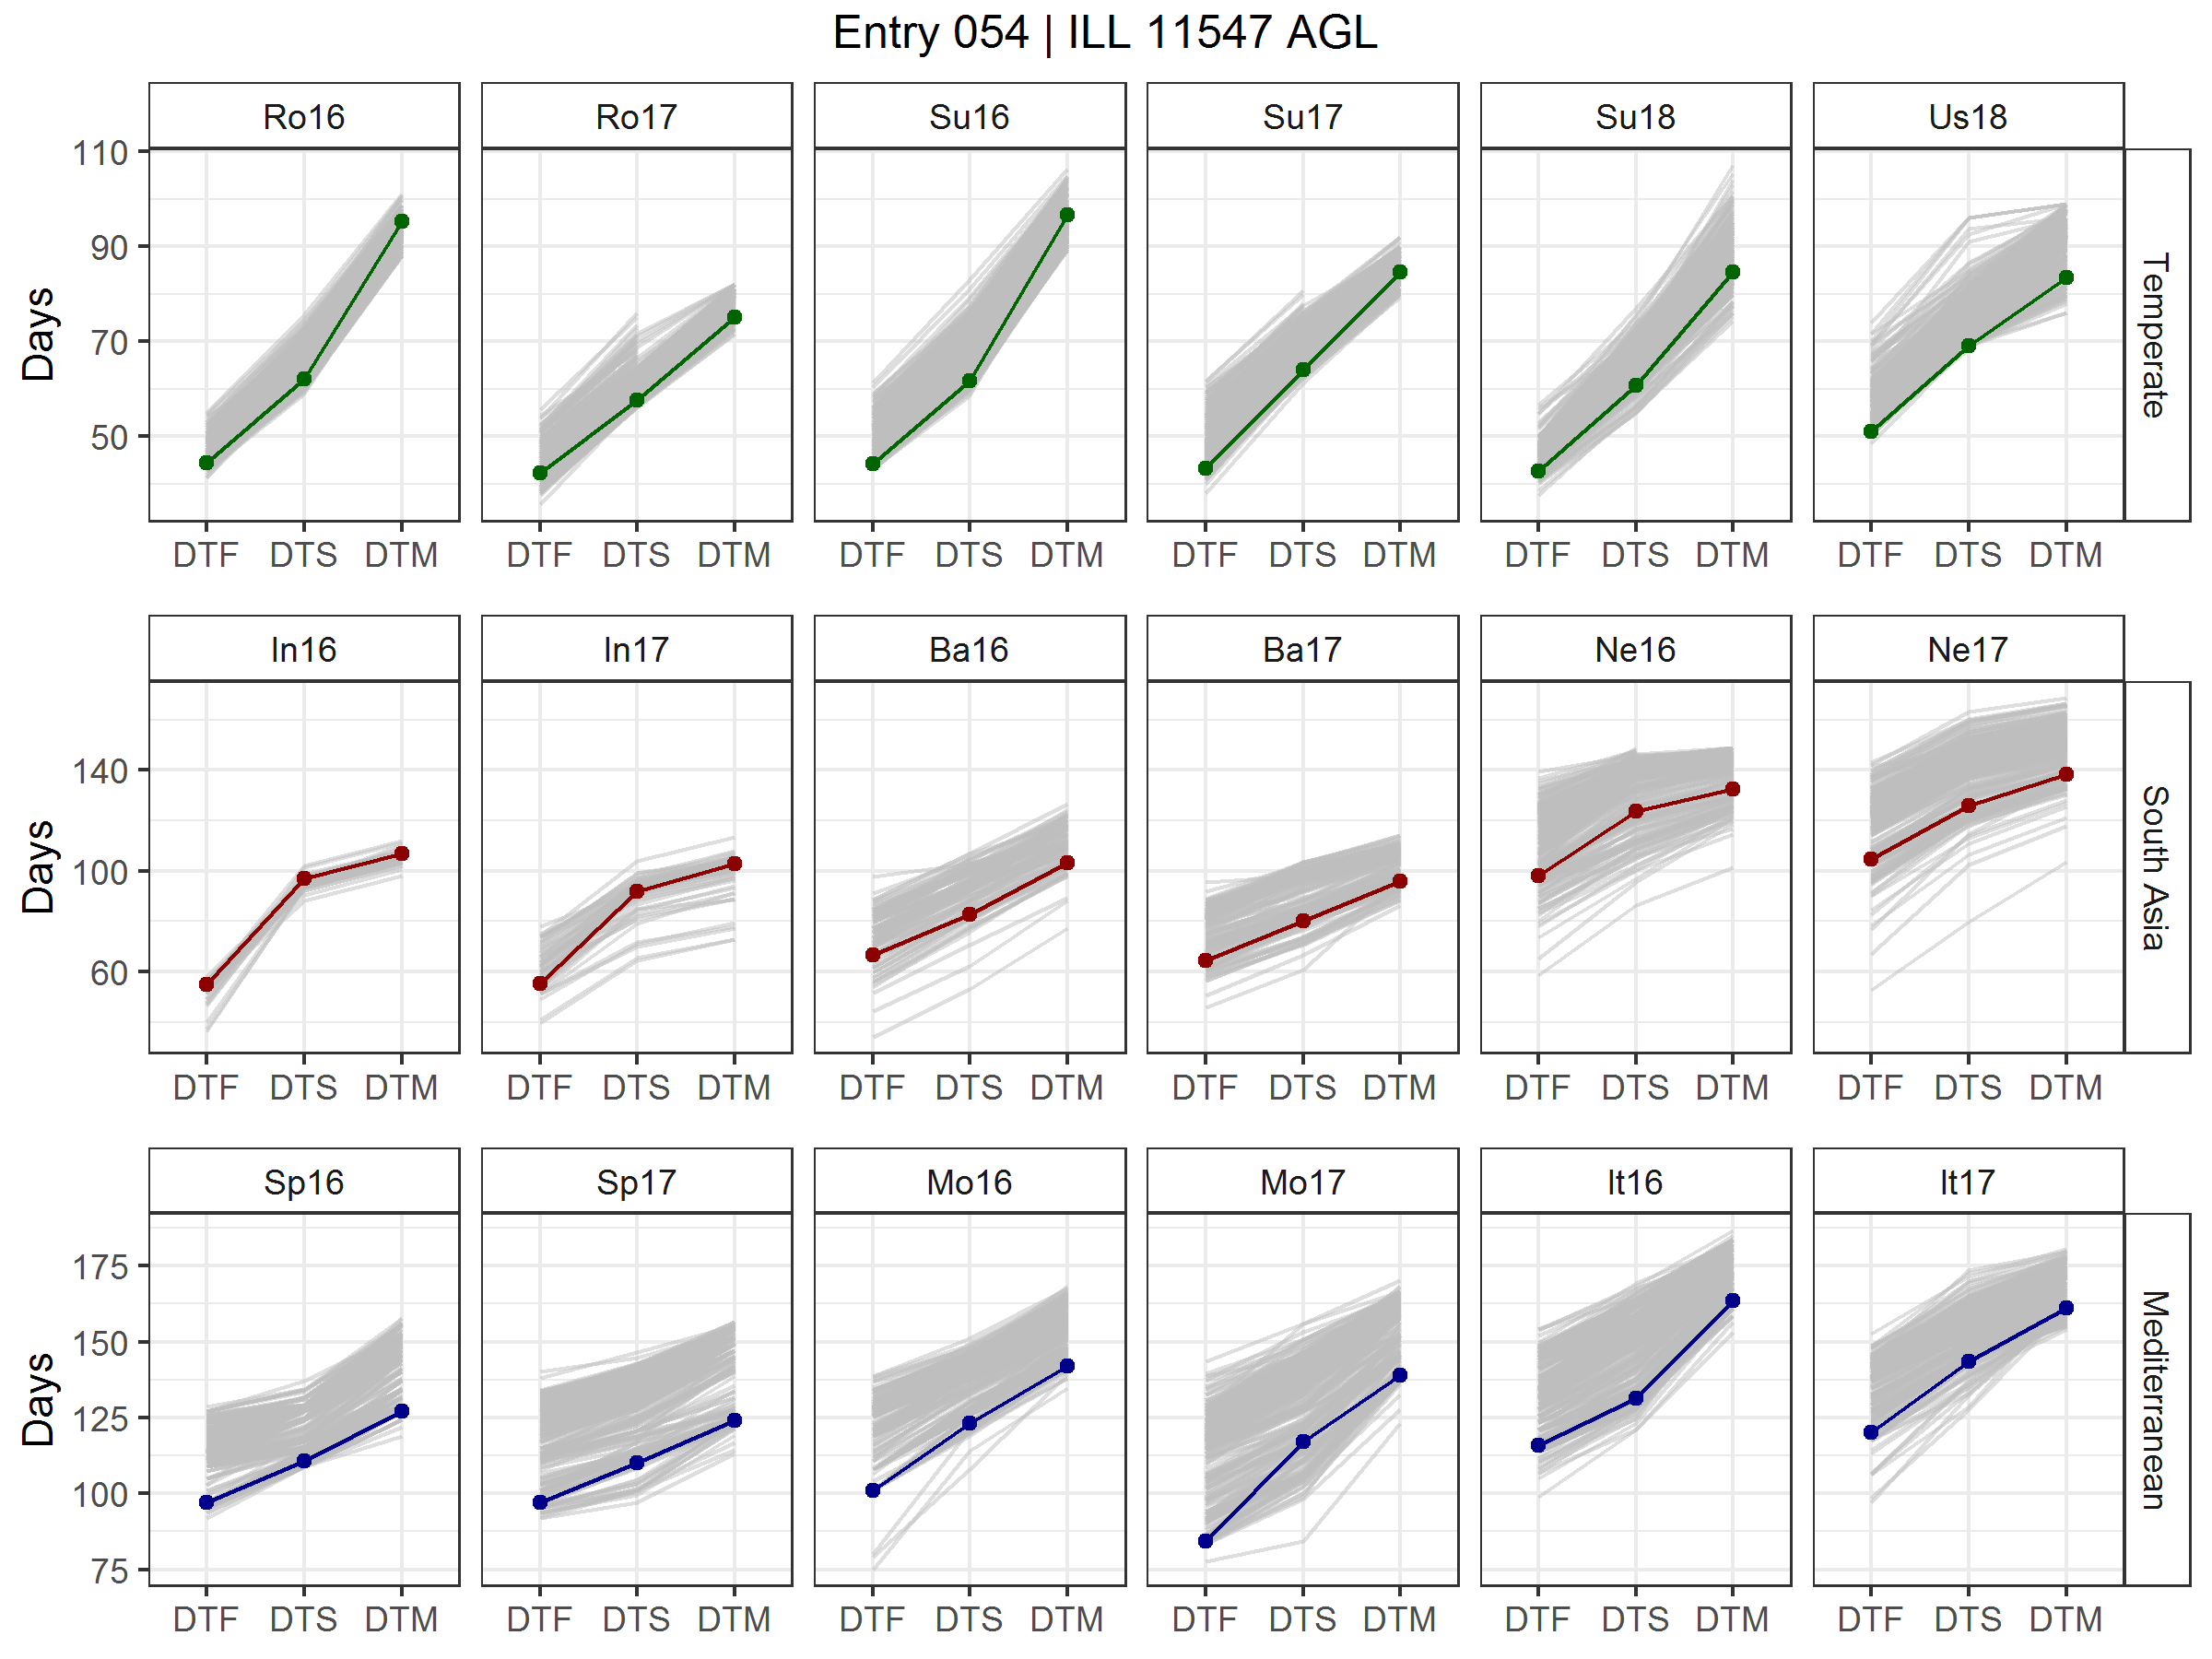 Entry 054 | ILL 11547 AGL
Ro16 Ro17 Su16 Su17 Su18 Us18
110
90
70
50
Days
Temperate
DTF DTS DTM DTF DTS DTM DTF DTS DTM DTF DTS DTM DTF DTS DTM DTF DTS DTM
In16 In17 Ba16 Ba17 Ne16 Ne17
140
100
60
Days
South Asia
DTF DTS DTM DTF DTS DTM DTF DTS DTM DTF DTS DTM DTF DTS DTM DTF DTS DTM
Sp16 Sp17 Mo16 Mo17 It16 It17
175
150
125
100
75
Days
Mediterranean
DTF DTS DTM DTF DTS DTM DTF DTS DTM DTF DTS DTM DTF DTS DTM DTF DTS DTM